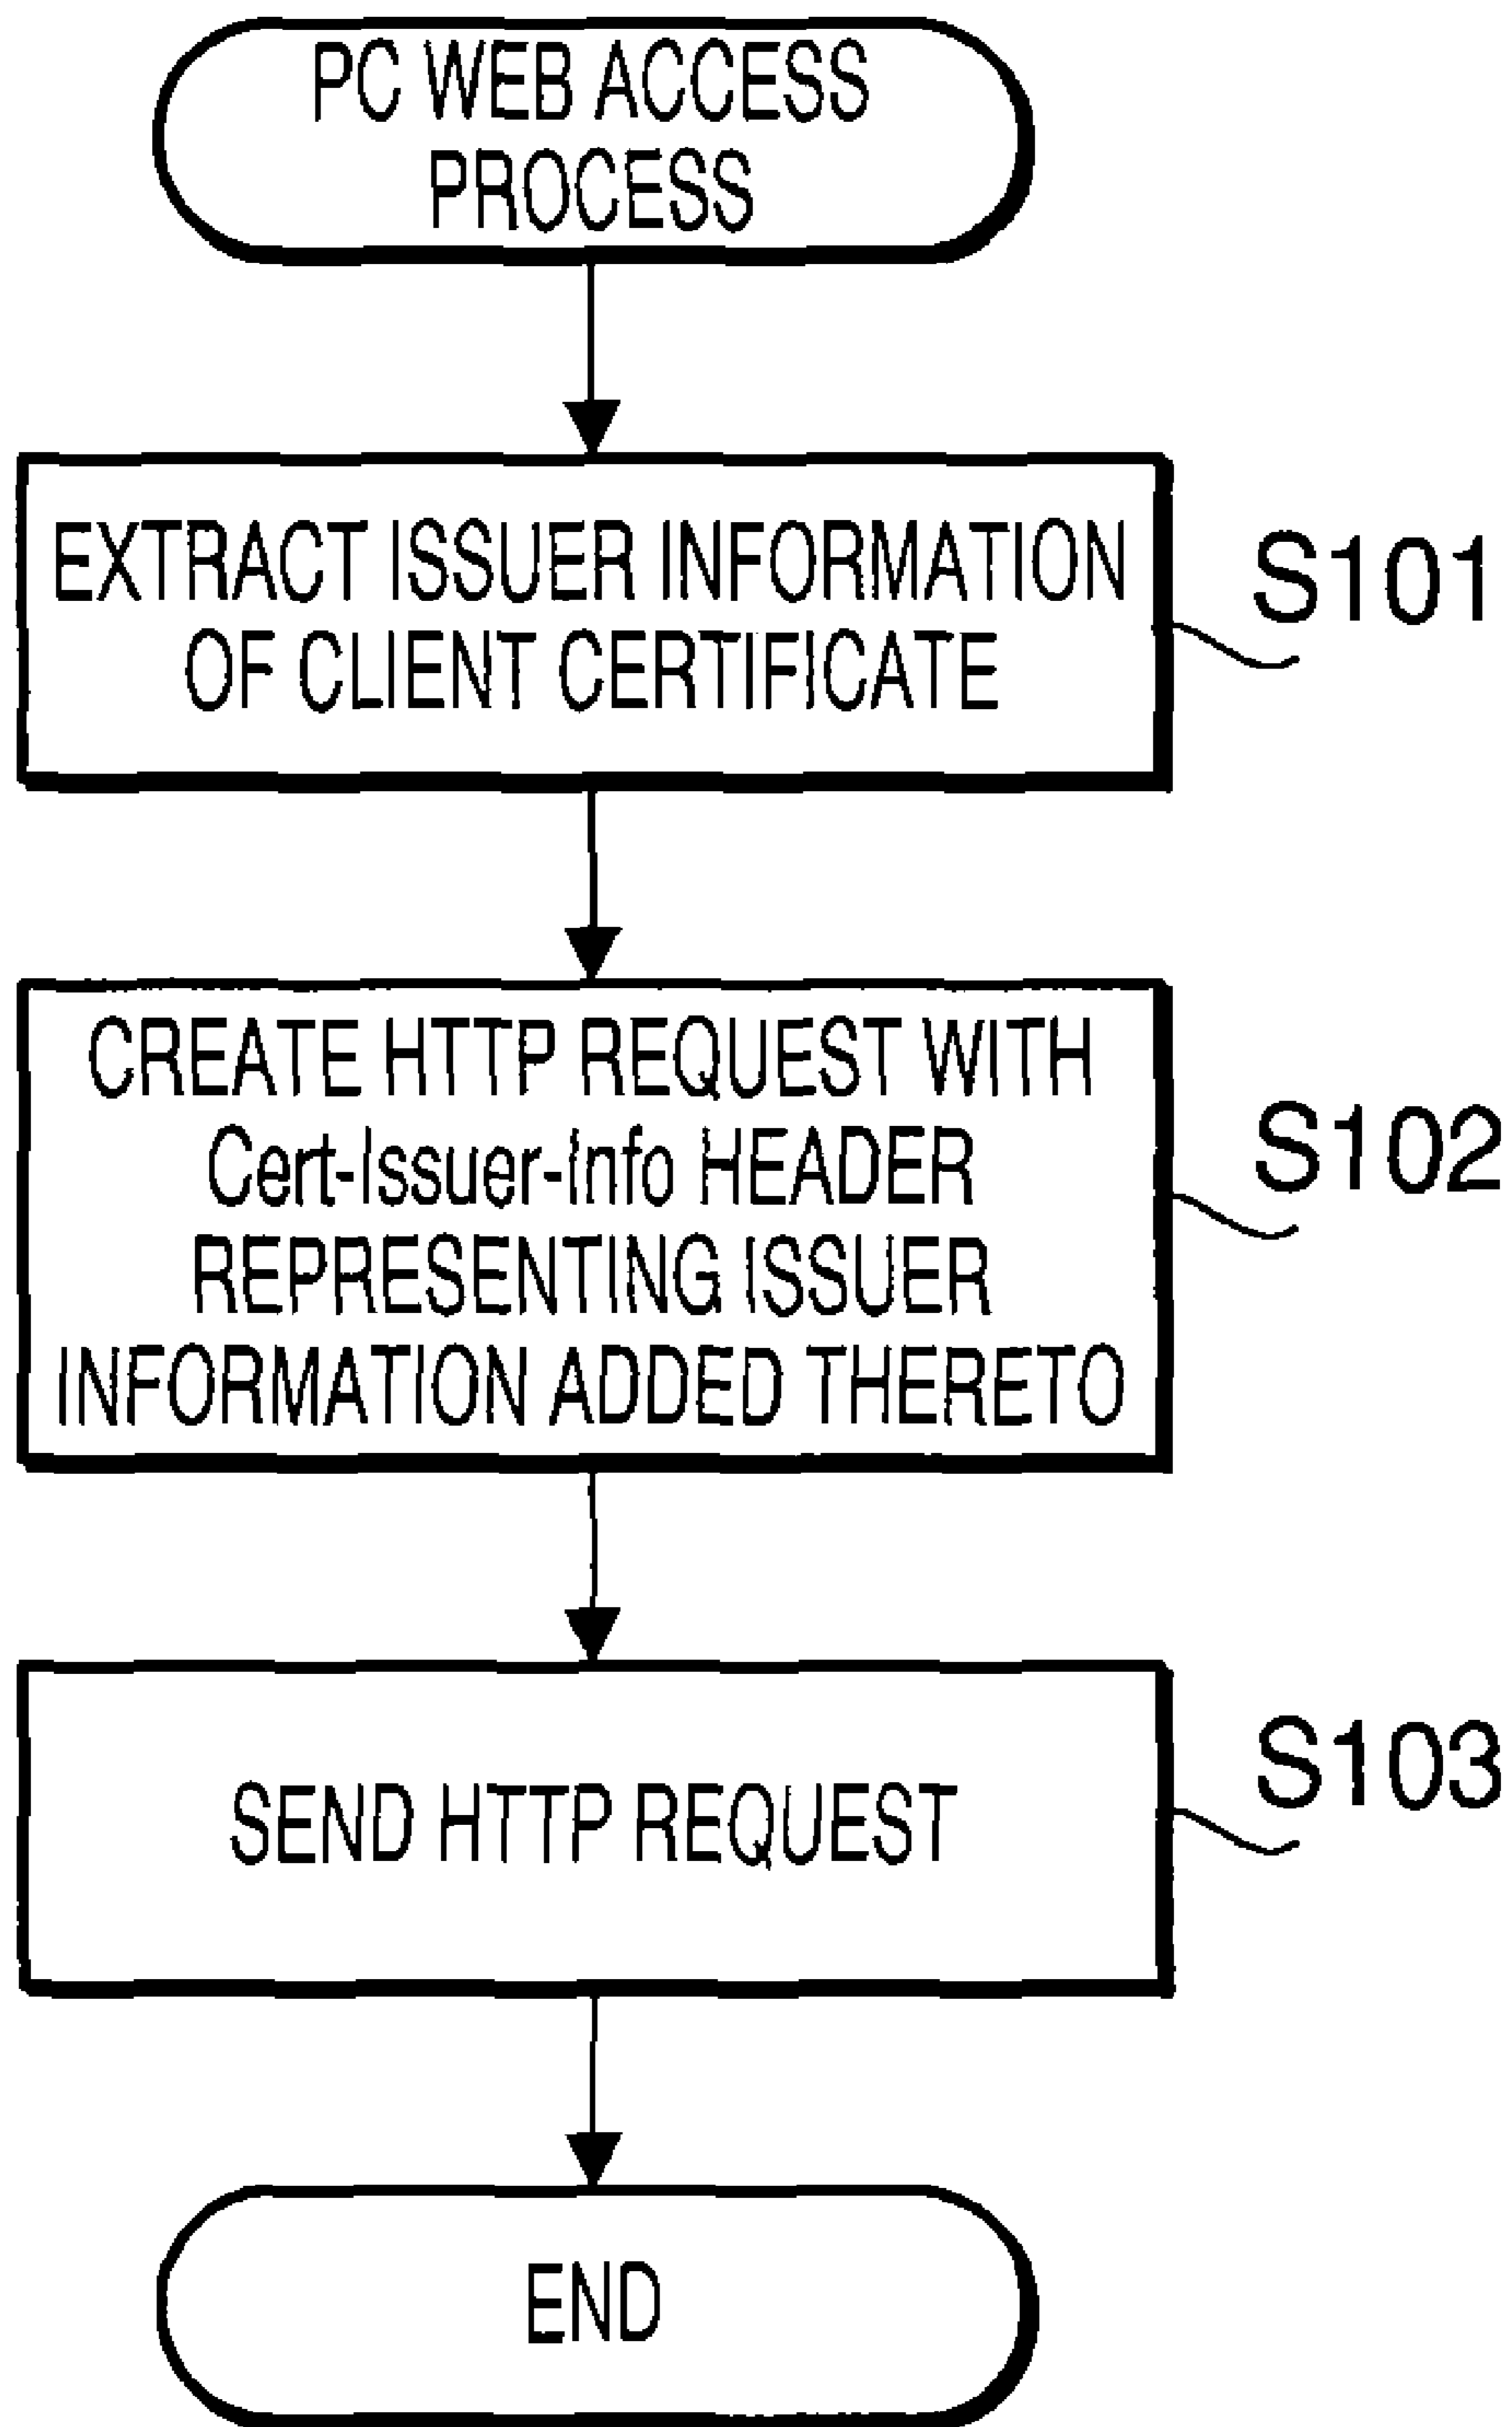 PC WEB ACCESS
PROCESS
EXTRACT ISSUER INFORMATION
OF CLIENT CERTIFICATE
S101
CREATE HTTP REQUEST WITH
Cert-Issuer-Info HEADER
REPRESENTING ISSUER
INFORMATION ADDED THERETO
S102
SEND HTTP REQUEST
S103
END